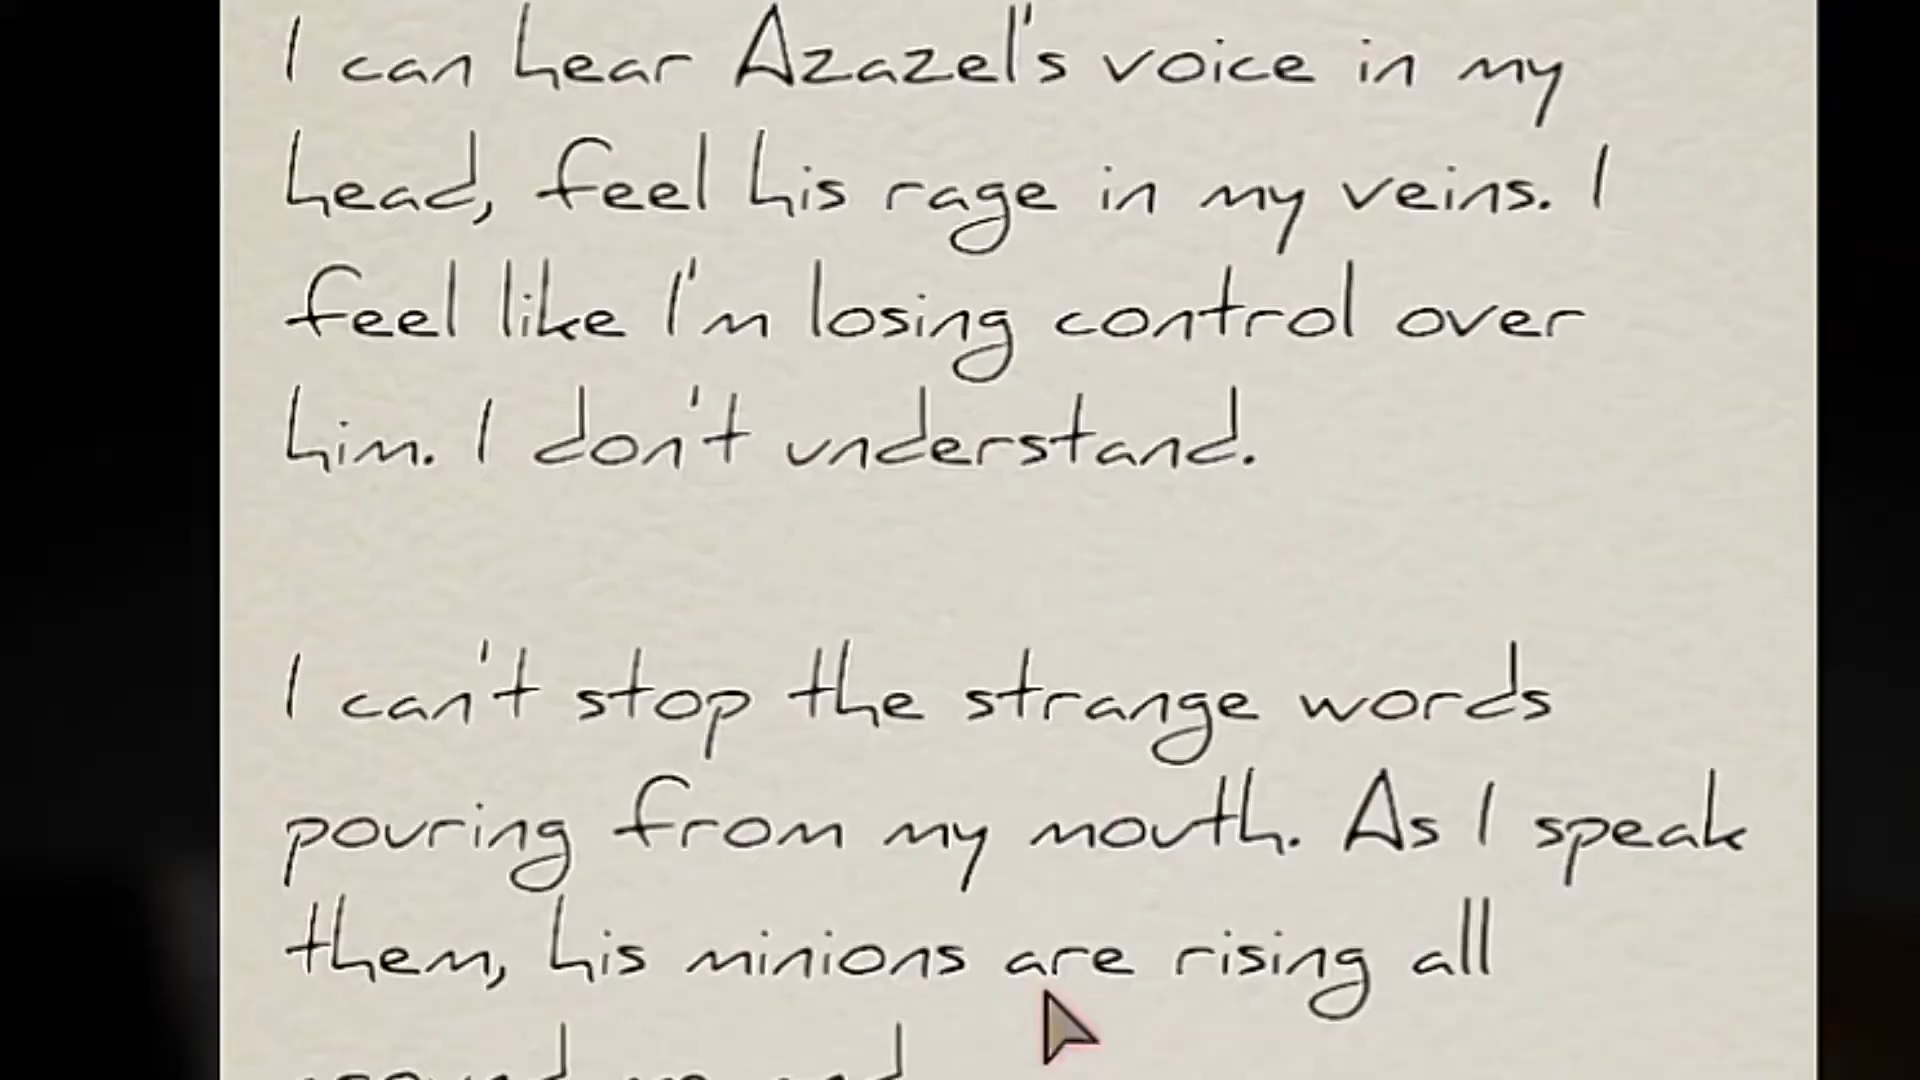 I can hear Azazel's voice in my
head, feel his rage in my veins. I
feel like I'm losing control over
him. I don't understand.
I can't stop the strange words
pouring from my mouth. As I speak
them, his minions are rising all